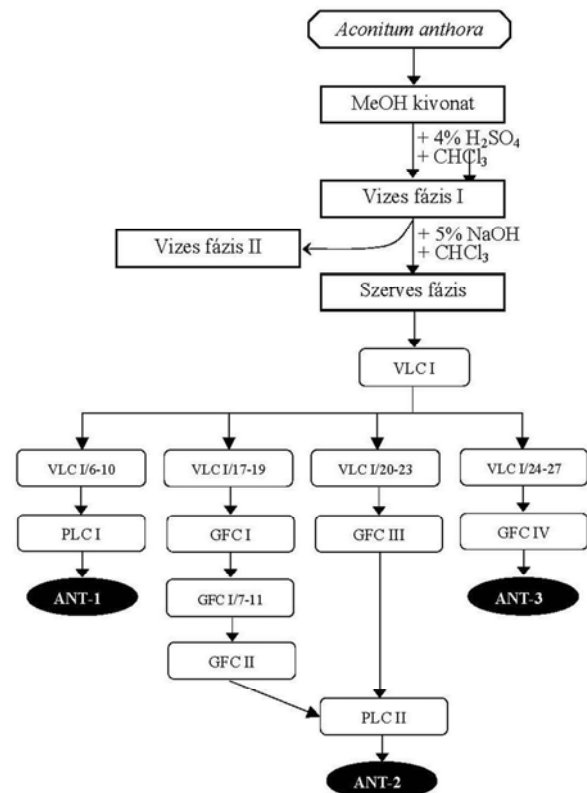 Aconitum anthora
MeOH kivonat
+ 4% H₂SO₄
+ CHCl₃
Vizes fázis I
Vizes fázis II
+ 5% NaOH
+ CHCl₃
Szerves fázis
VLC I
VLC I/6-10
VLC I/17-19
VLC I/20-23
VLC I/24-27
PLC I
GFC I
GFC III
GFC IV
ANT-1
GFC I/7-11
ANT-3
GFC II
PLC II
ANT-2